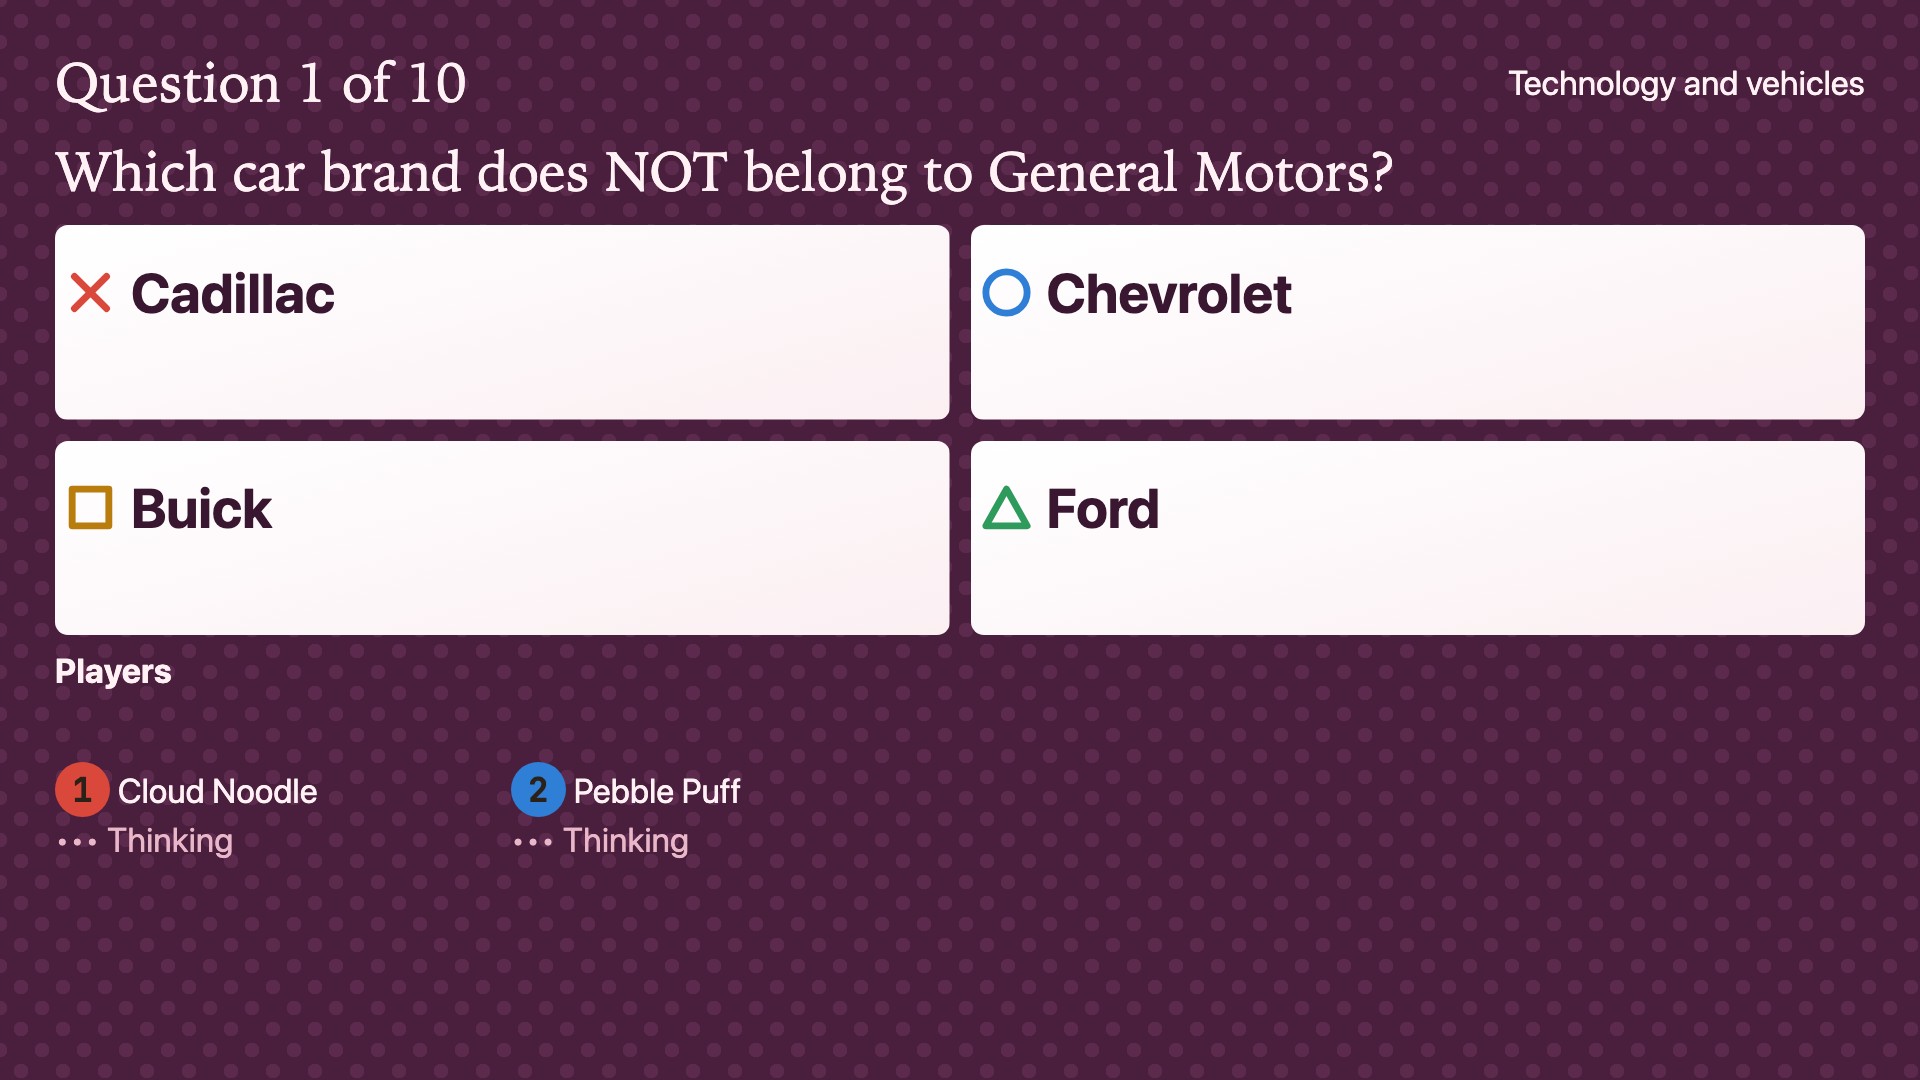 Question 1 of 10
Technology and vehicles
Which car brand does NOT belong to General Motors?
Cadillac
Chevrolet
Buick
Ford
Players
1 Cloud Noodle
... Thinking
2 Pebble Puff
... Thinking